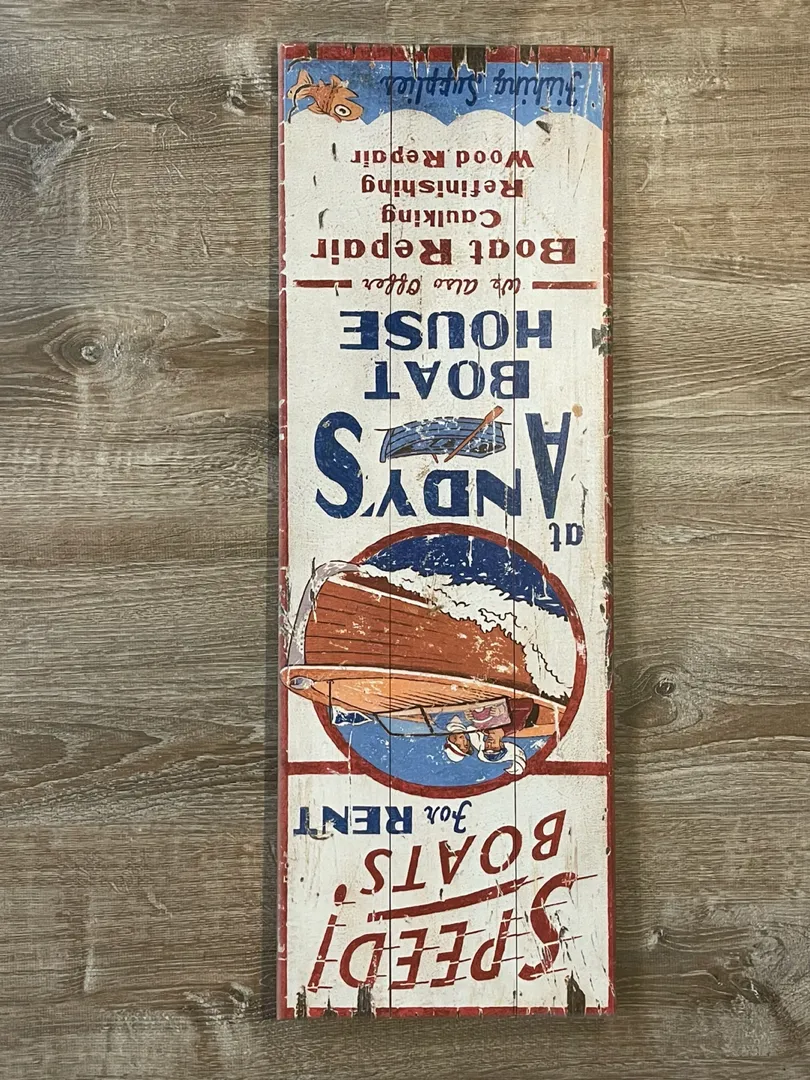 SPEED!
BOATS
for RENT
at
ANDY'S
BOAT
HOUSE
We also Offer
Boat Repair
Caulking
Refinishing
Wood Repair
Fishing Supplies